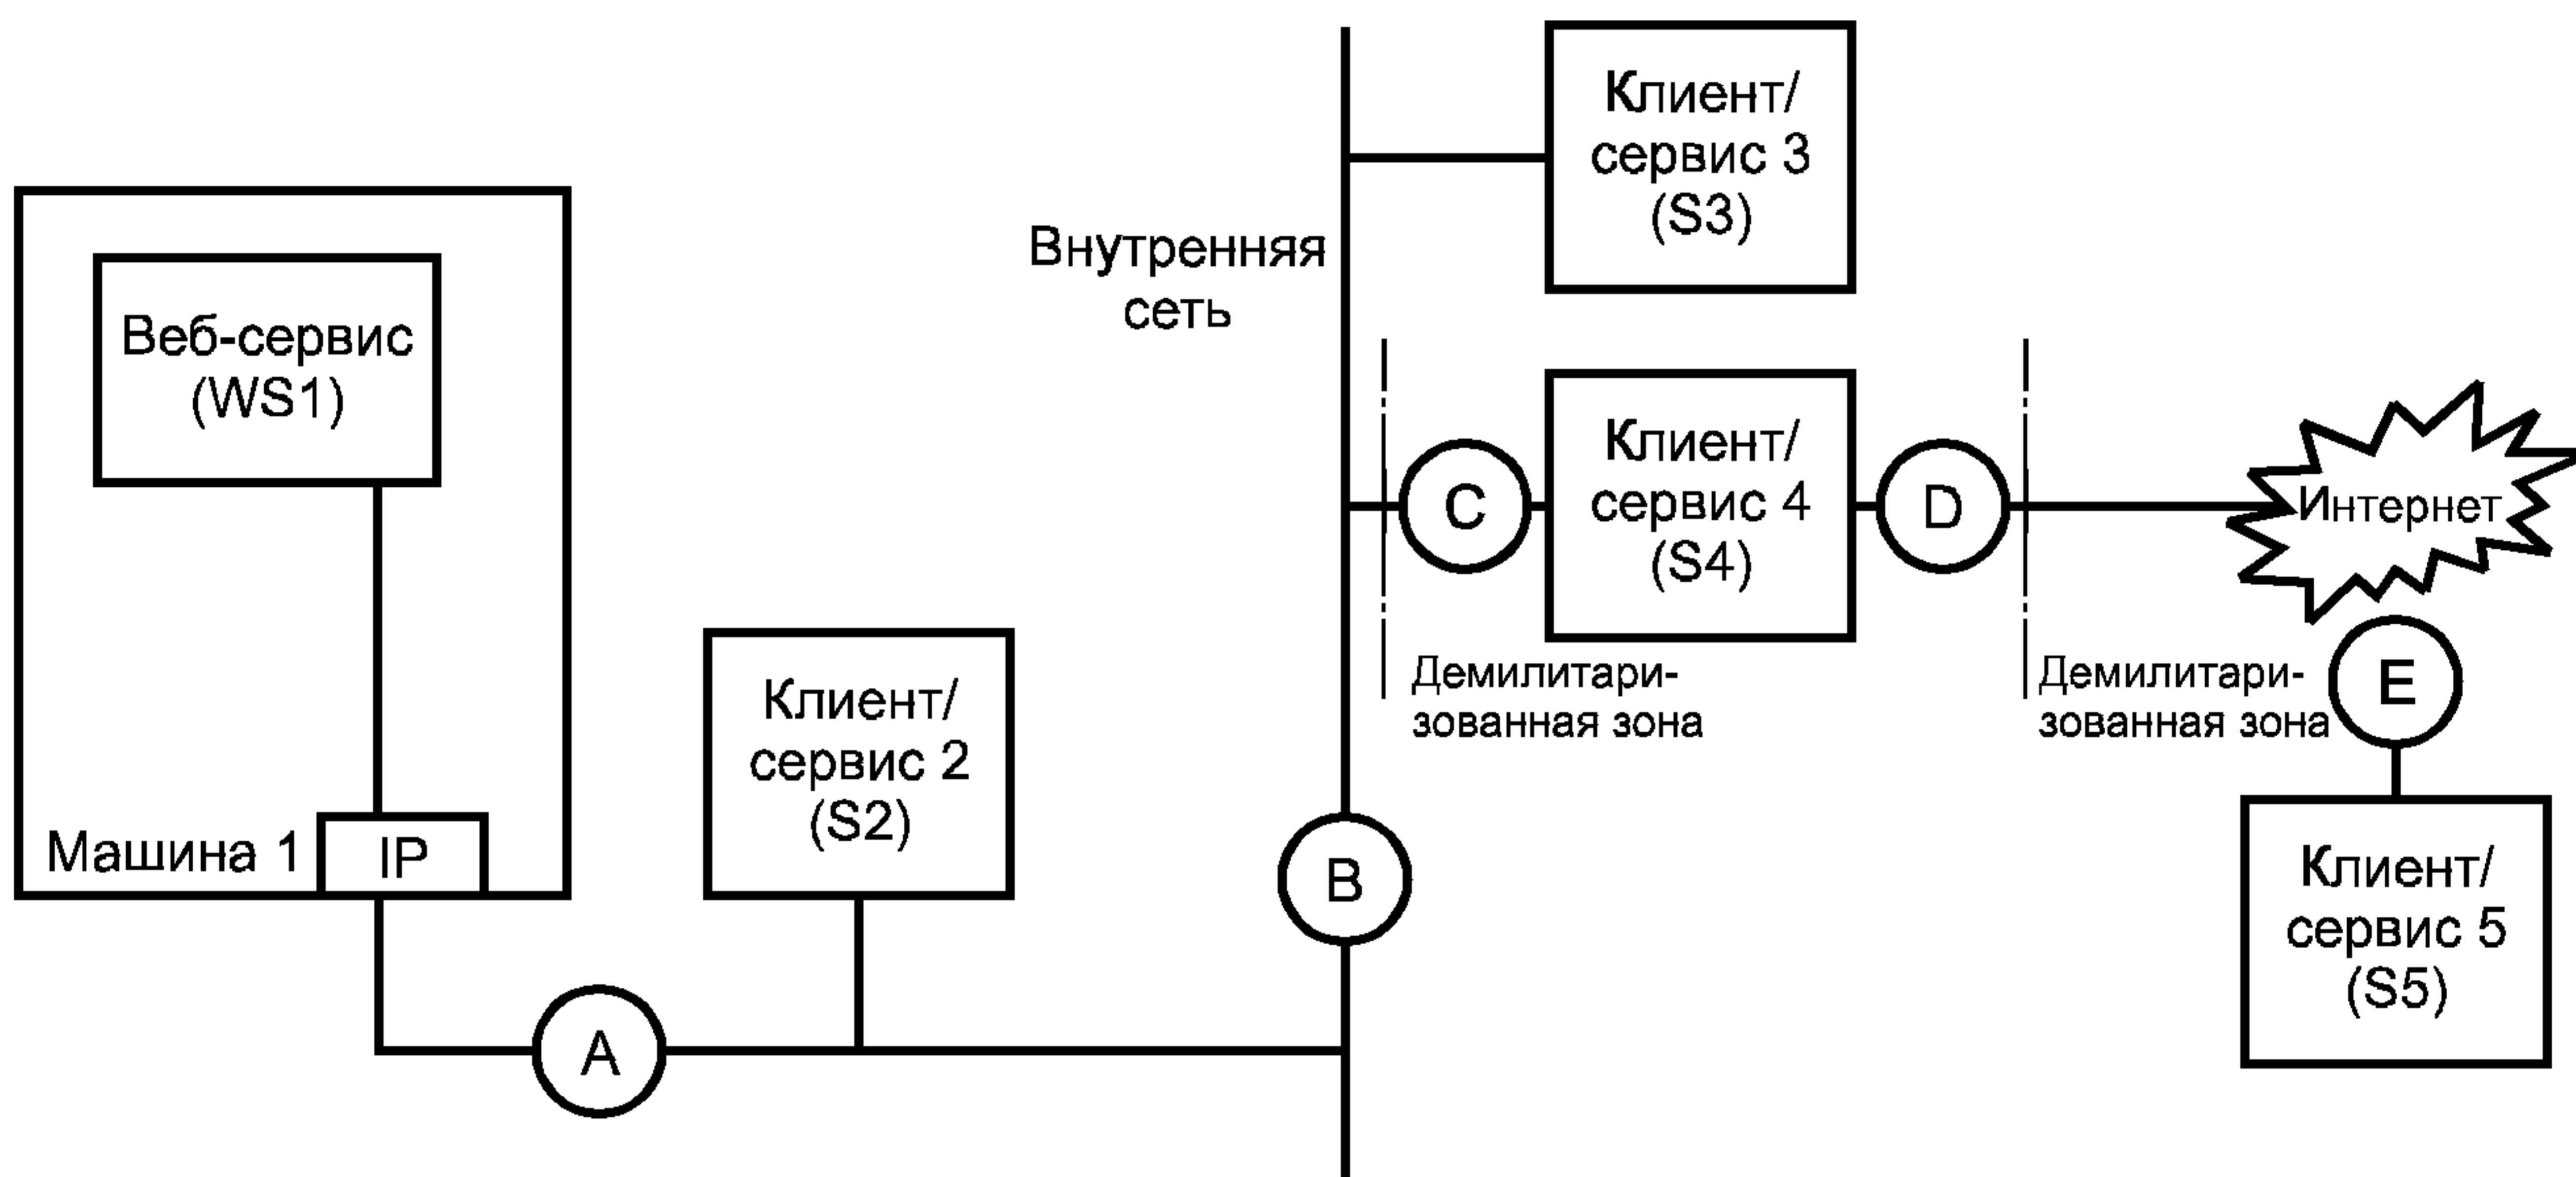 Клиент/
сервис 3
(S3)
Внутренняя
сеть
Веб-сервис
(WS1)
Клиент/
сервис 4
(S4)
C
D
Интернет
Клиент/
сервис 2
(S2)
Демилитари-
зованная зона
Демилитари-
зованная зона
E
Машина 1
IP
B
Клиент/
сервис 5
(S5)
A